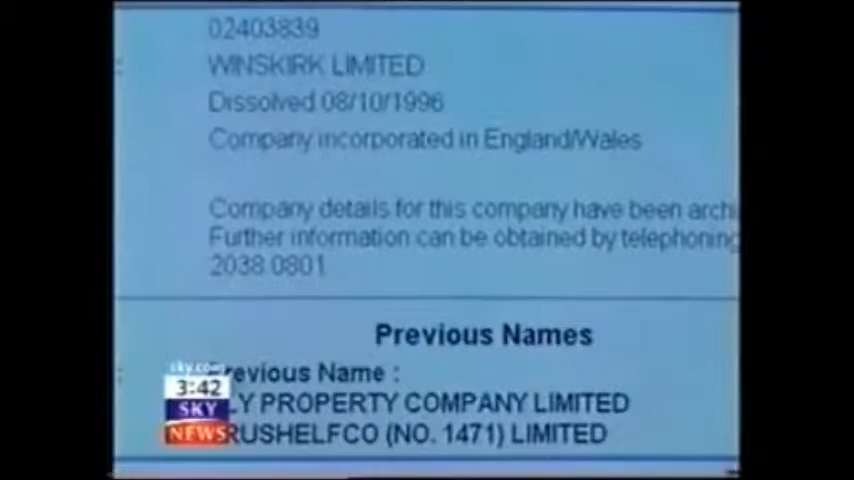 02403839
WINSKIRK LIMITED
Dissolved 08/10/1996
Company incorporated in England/Wales
Company details for this company have been archi
Further information can be obtained by telephoning
2038 0801
Previous Names
Previous Name :
LY PROPERTY COMPANY LIMITED
RUSHELFCO (NO. 1471) LIMITED
sky.com
3:42
SKY
NEWS